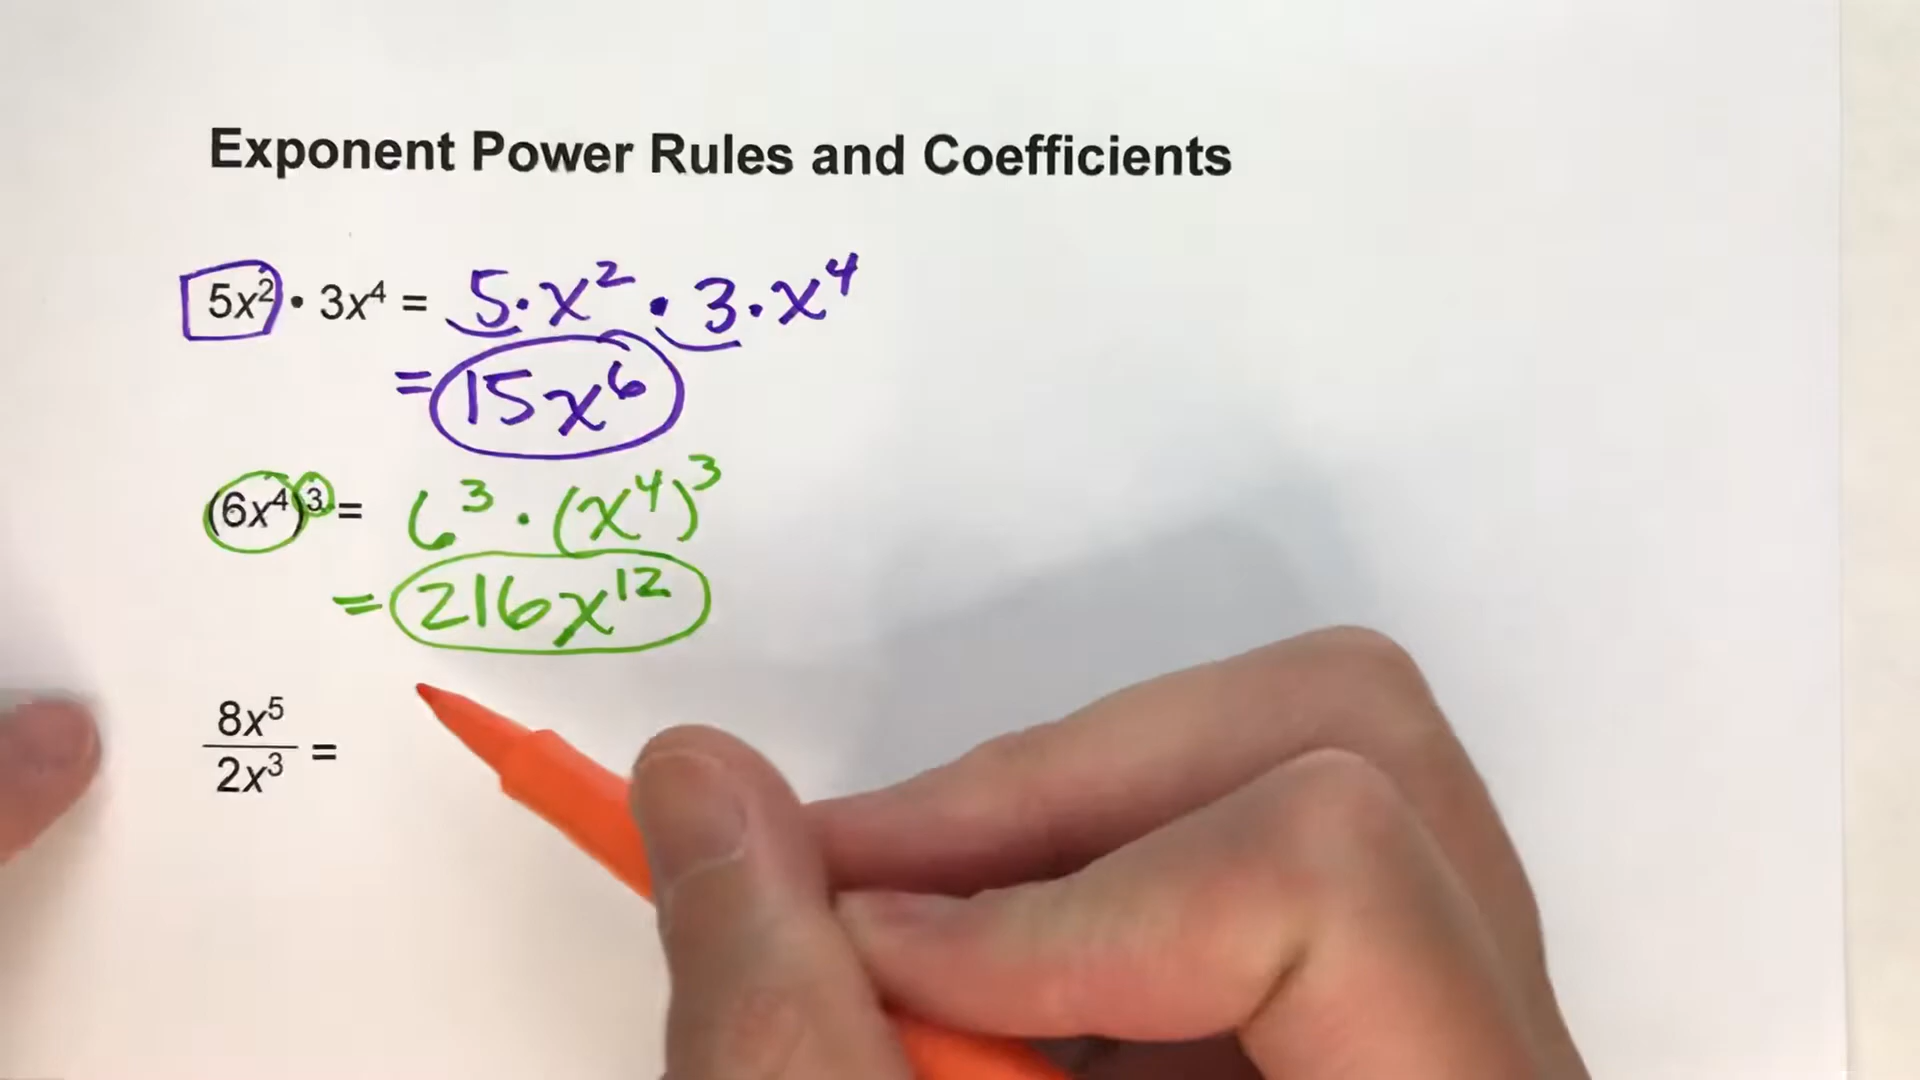 Exponent Power Rules and Coefficients
5x² • 3x⁴ = 5·x² · 3·x⁴
= 15x⁶
(6x⁴)³ = 6³ · (x⁴)³
= 216x¹²
8x⁵
2x³ =